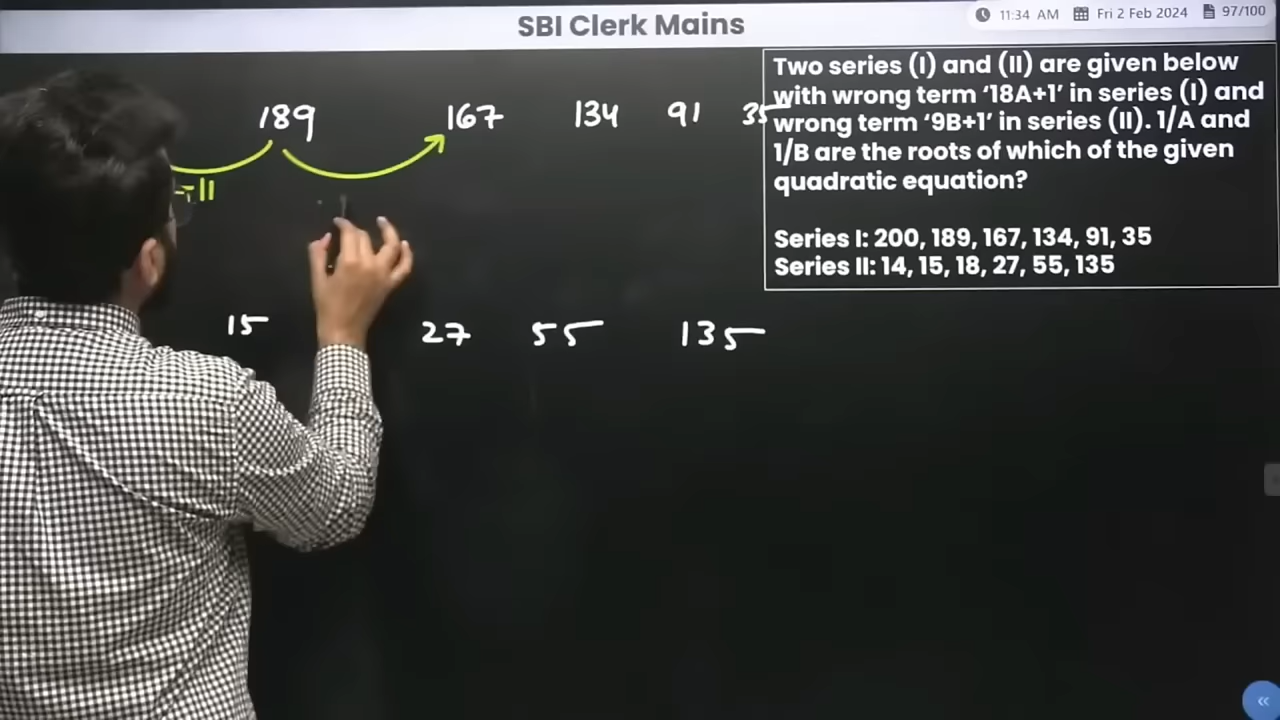 SBI Clerk Mains
11:34 AM Fri 2 Feb 2024 97/100
189 167 134 91 35
-11
15 27 55 135
Two series (I) and (II) are given below
with wrong term ‘18A+1’ in series (I) and
wrong term ‘9B+1’ in series (II). 1/A and
1/B are the roots of which of the given
quadratic equation?
Series I: 200, 189, 167, 134, 91, 35
Series II: 14, 15, 18, 27, 55, 135
«